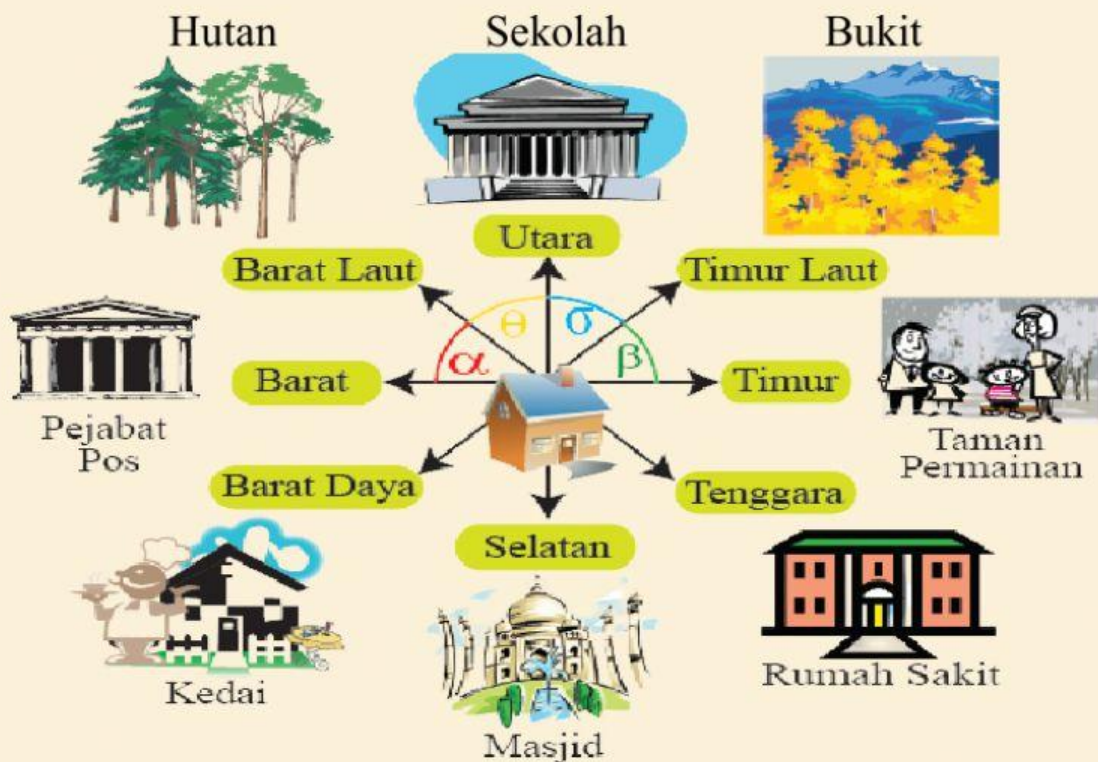 Hutan
Sekolah
Bukit
Utara
Barat Laut
Timur Laut
θ
σ
α
β
Barat
Timur
Pejabat
Pos
Taman
Permainan
Barat Daya
Tenggara
Selatan
Kedai
Rumah Sakit
Masjid